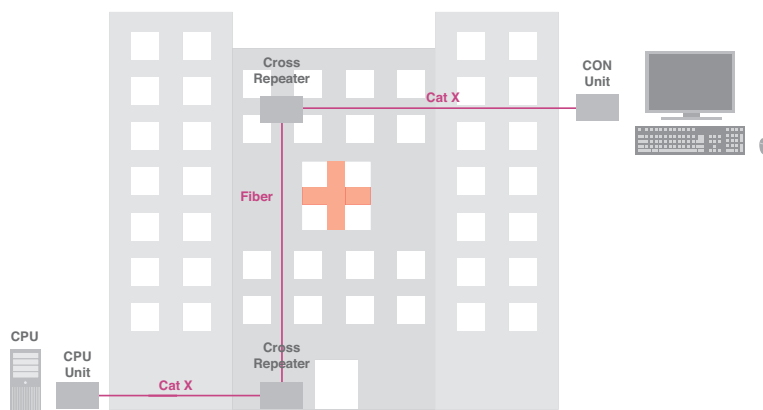 Cross
Repeater
CON
Unit
Cat X
Fiber
CPU
CPU
Unit
Cross
Repeater
Cat X